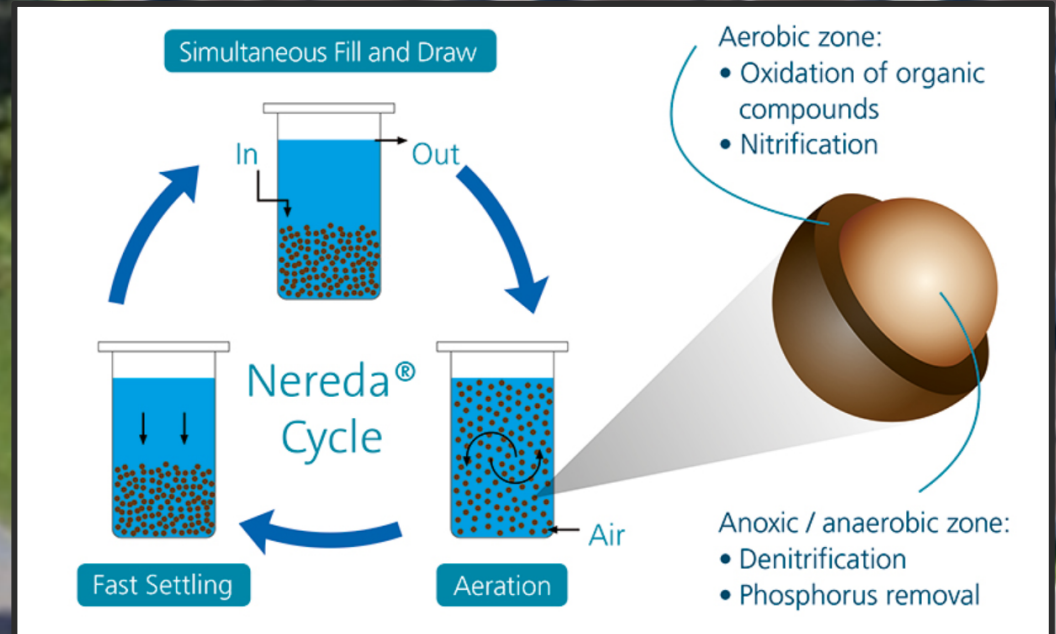 Simultaneous Fill and Draw
In
Out
Nereda®
Cycle
Fast Settling
Aeration
Air
Aerobic zone:
• Oxidation of organic
compounds
• Nitrification
Anoxic / anaerobic zone:
• Denitrification
• Phosphorus removal